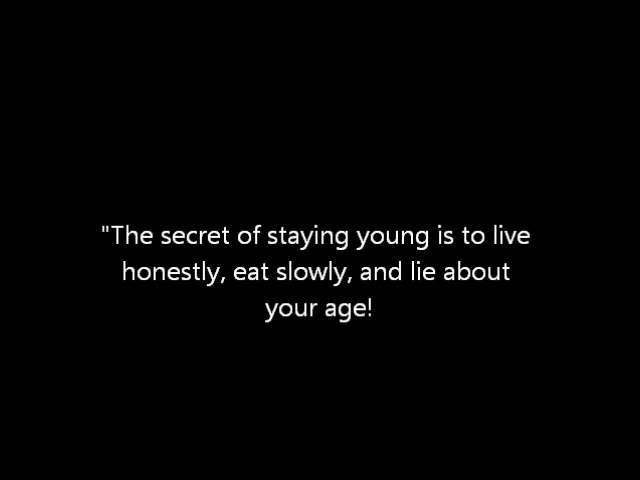 "The secret of staying young is to live
honestly, eat slowly, and lie about
your age!